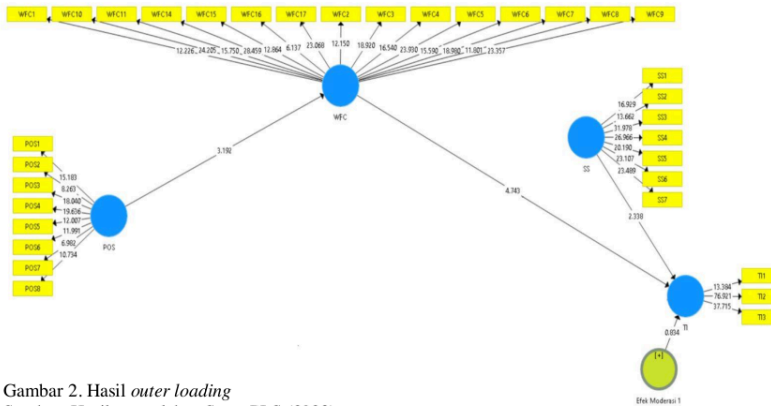 WFC1 WFC10 WFC11 WFC14 WFC15 WFC16 WFC17 WFC2 WFC3 WFC4 WFC5 WFC6 WFC7 WFC8 WFC9
12.226 24.205 15.750 28.459 12.864 6.137 23.068 12.150 18.920 16.540 23.930 15.590 18.980 11.801 23.357
WFC
SS1
SS2
SS3
SS4
SS5
SS6
SS7
16.929
13.662
31.978
26.966
20.190
23.107
23.489
SS
POS1
POS2
POS3
POS4
POS5
POS6
POS7
POS8
15.183
8.263
18.040
19.636
12.007
11.991
6.982
10.734
POS
3.192
4.743
2.338
TI1
TI2
TI3
13.384
76.921
37.715
TI
0.834
[+]
Efek Moderasi 1
Gambar 2. Hasil outer loading